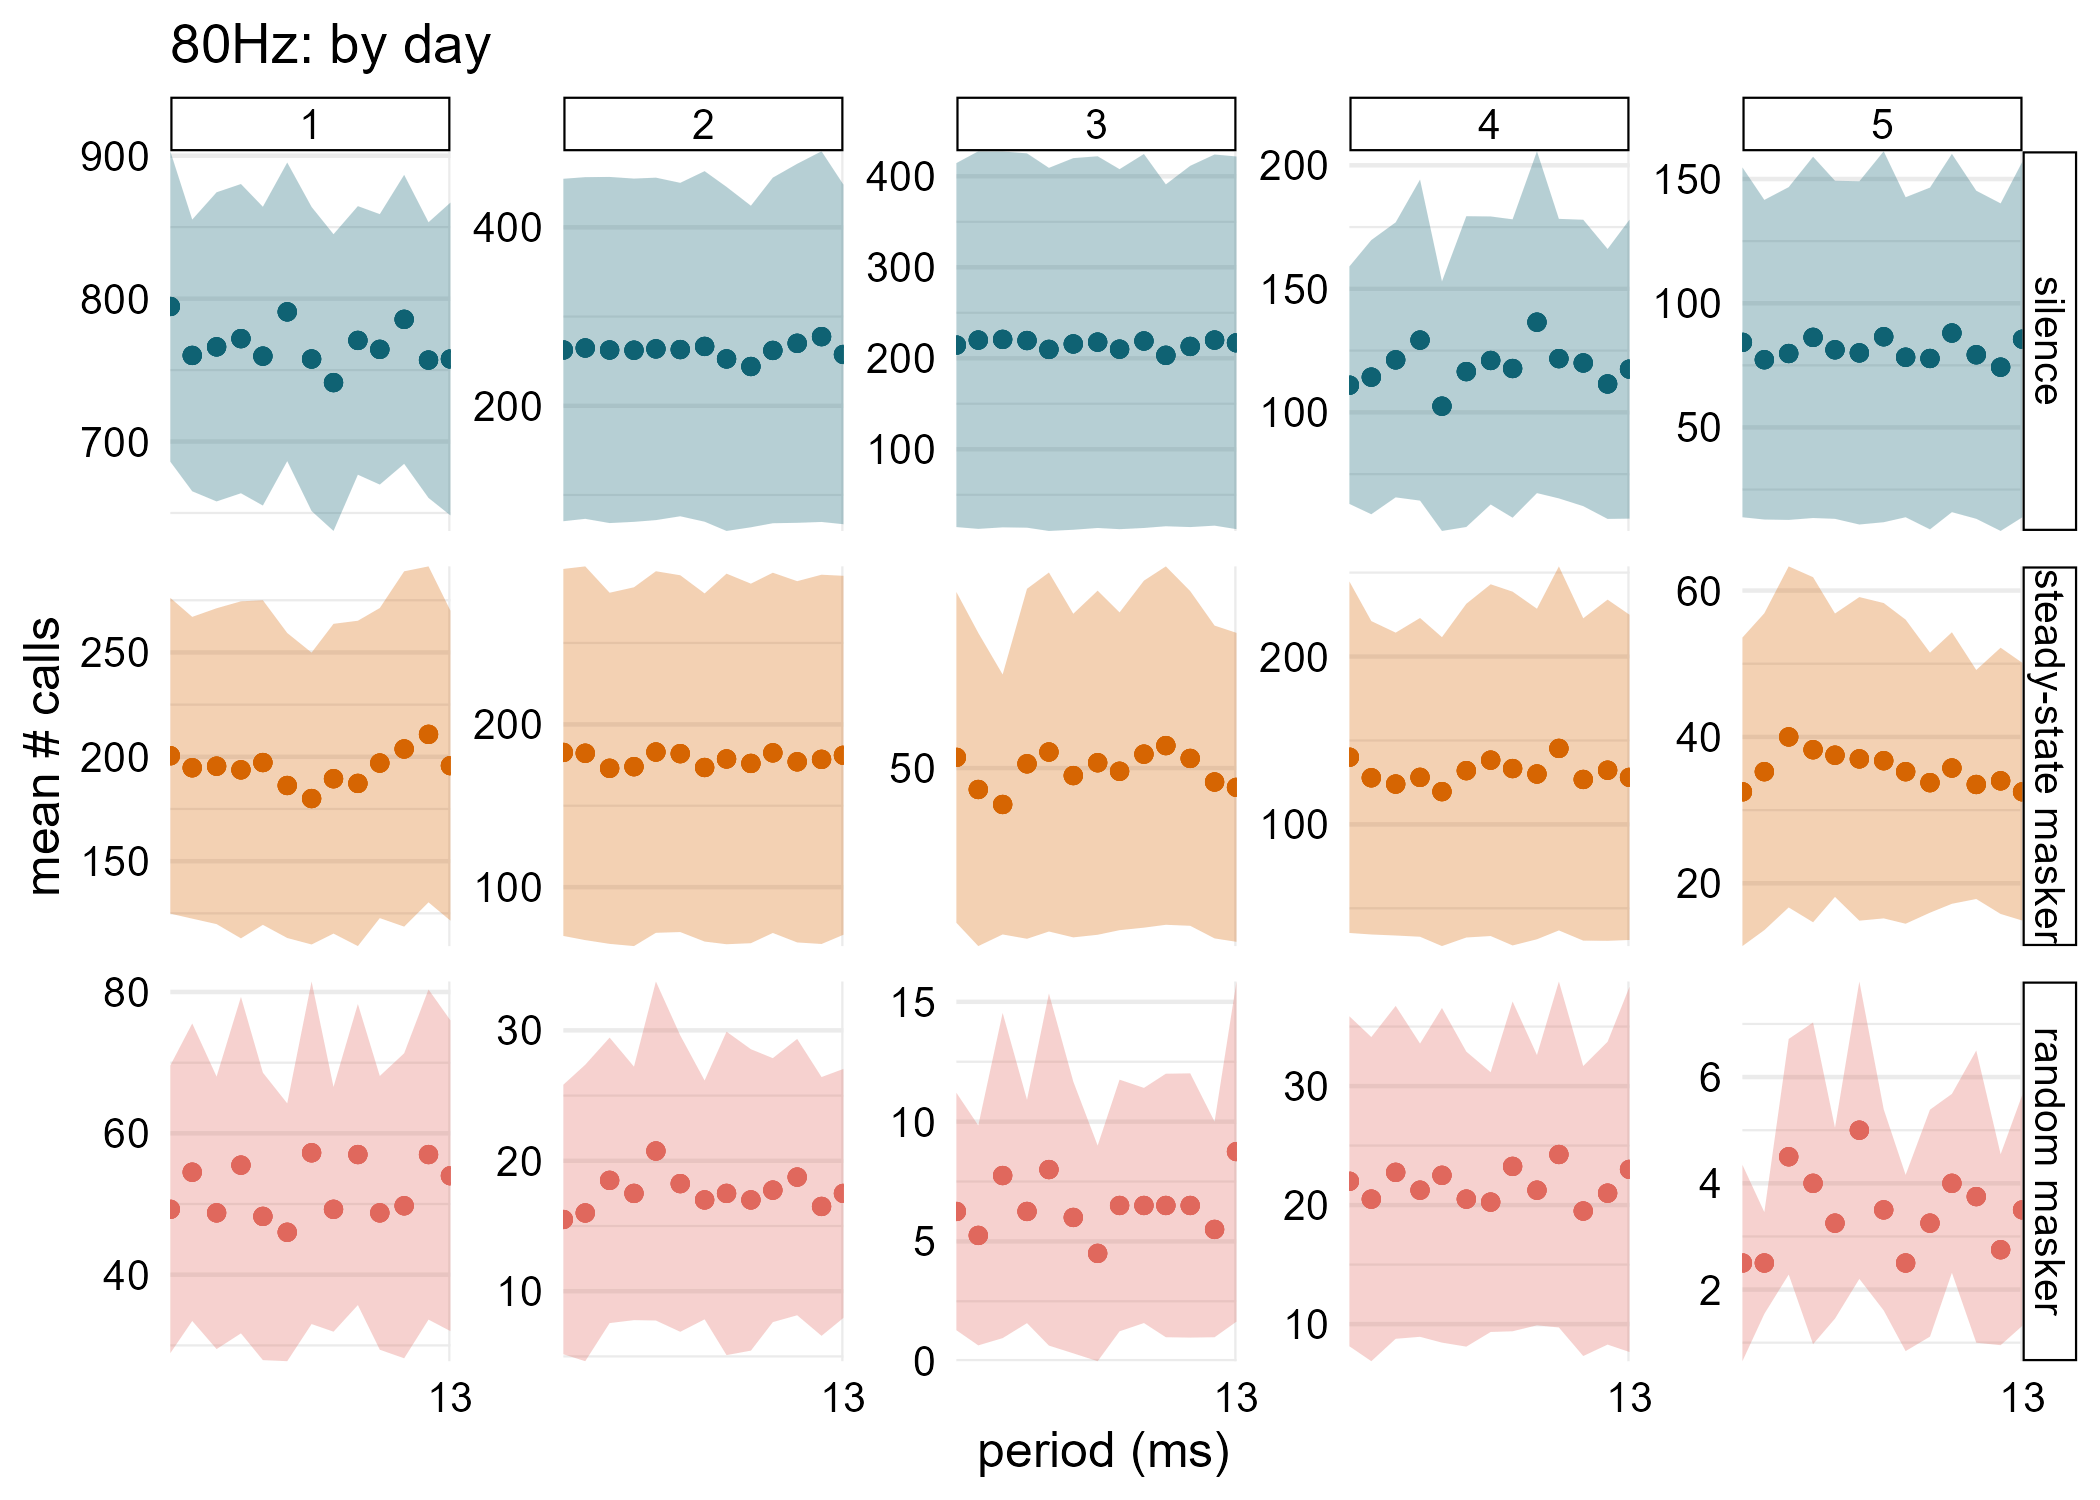 80Hz: by day
1 2 3 4 5
900 800 700
400 200
400 300 200 100
200 150 100
150 100 50
silence
250 200 150
200 100
50
200 100
60 40 20
steady-state masker
80 60 40
30 20 10
15 10 5 0
30 20 10
6 4 2
random masker
13 13 13 13 13
mean # calls
period (ms)